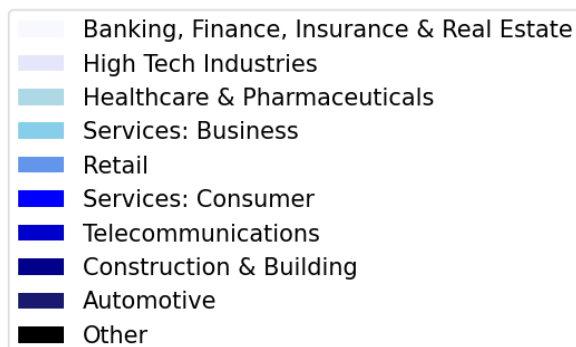 Banking, Finance, Insurance & Real Estate
High Tech Industries
Healthcare & Pharmaceuticals
Services: Business
Retail
Services: Consumer
Telecommunications
Construction & Building
Automotive
Other